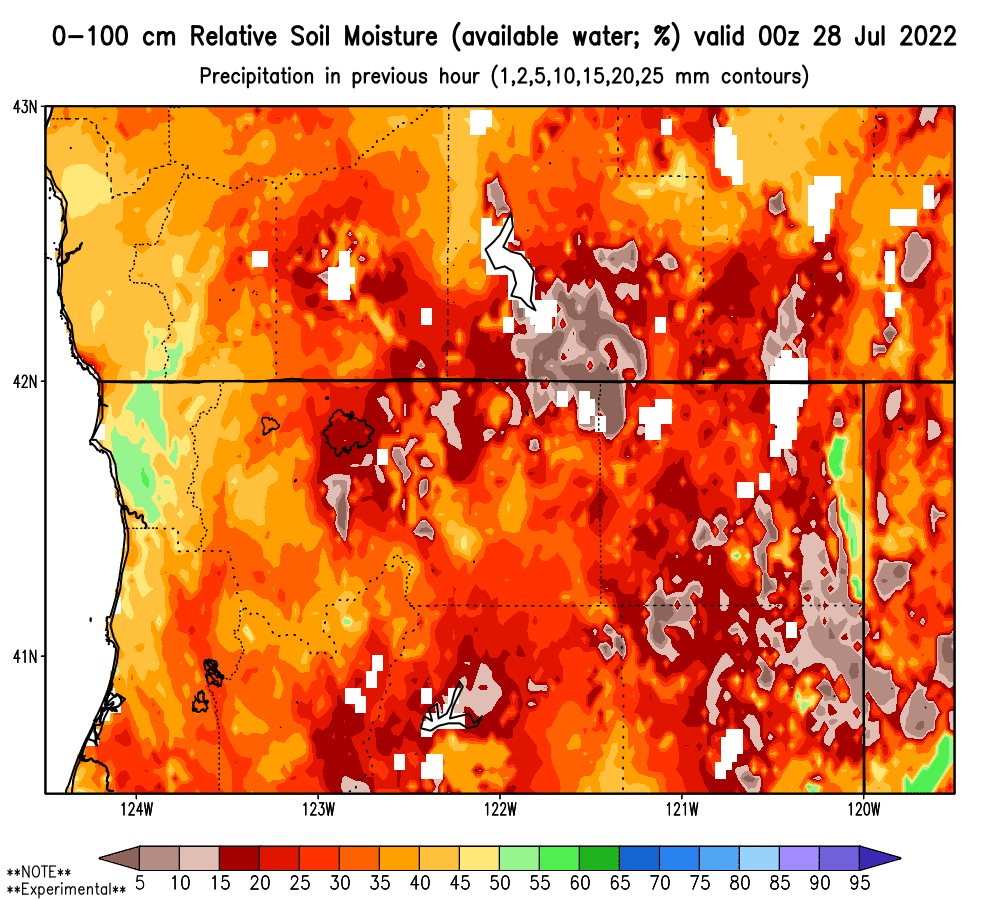 0-100 cm Relative Soil Moisture (available water; %) valid 00z 28 Jul 2022
Precipitation in previous hour (1,2,5,10,15,20,25 mm contours)
43N
42N
41N
124W 123W 122W 121W 120W
**NOTE**
**Experimental**
5 10 15 20 25 30 35 40 45 50 55 60 65 70 75 80 85 90 95